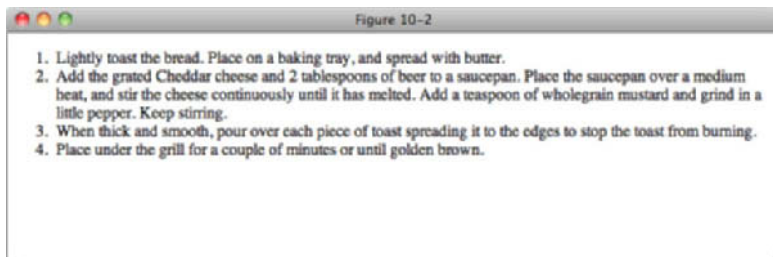 Figure 10-2
1. Lightly toast the bread. Place on a baking tray, and spread with butter.
2. Add the grated Cheddar cheese and 2 tablespoons of beer to a saucepan. Place the saucepan over a medium
heat, and stir the cheese continuously until it has melted. Add a teaspoon of wholegrain mustard and grind in a
little pepper. Keep stirring.
3. When thick and smooth, pour over each piece of toast spreading it to the edges to stop the toast from burning.
4. Place under the grill for a couple of minutes or until golden brown.